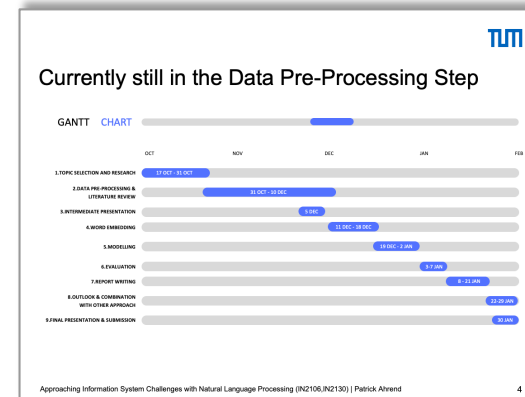 TUM
Currently still in the Data Pre-Processing Step
GANTT CHART
OCT NOV DEC JAN FEB
1.TOPIC SELECTION AND RESEARCH 17 OCT - 31 OCT
2.DATA PRE-PROCESSING &
LITERATURE REVIEW
31 OCT - 10 DEC
3.INTERMEDIATE PRESENTATION 5 DEC
4.WORD EMBEDDING 11 DEC - 18 DEC
5.MODELLING 19 DEC - 2 JAN
6.EVALUATION 3-7 JAN
7.REPORT WRITING 8 - 21 JAN
8.OUTLOOK & COMBINATION
WITH OTHER APPROACH
22-29 JAN
9.FINAL PRESENTATION & SUBMISSION 30 JAN
Approaching Information System Challenges with Natural Language Processing (IN2106,IN2130) | Patrick Ahrend 4